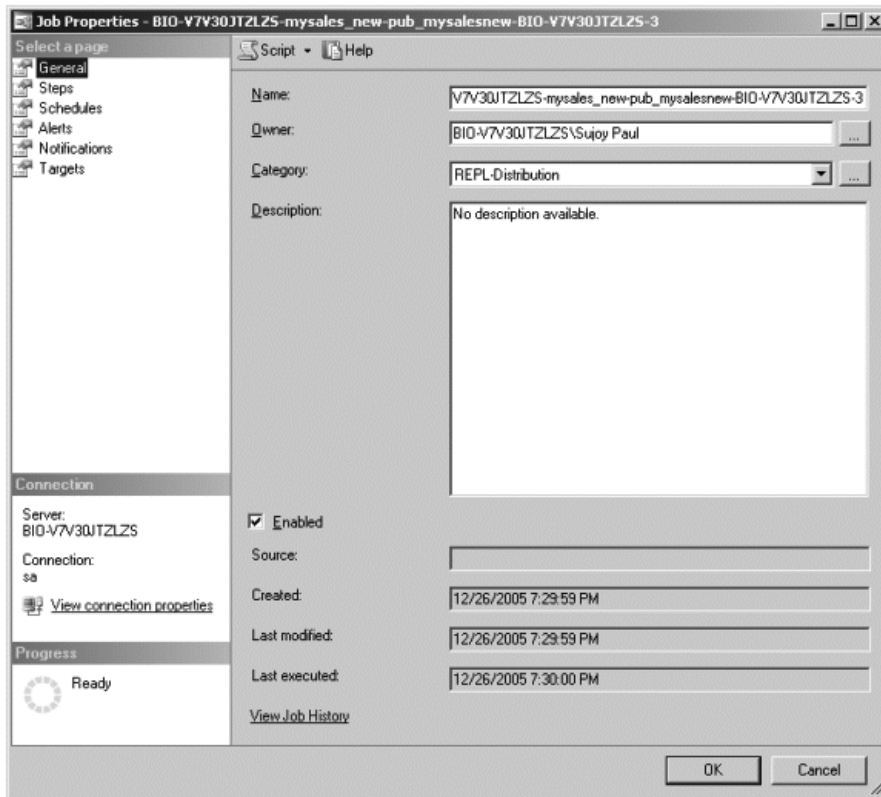 Job Properties - BIO-V7V30JTZLZS-mysales_new-pub_mysalesnew-BIO-V7V30JTZLZS-3
Select a page
General
Steps
Schedules
Alerts
Notifications
Targets
Script
Help
Name:
V7V30JTZLZS-mysales_new-pub_mysalesnew-BIO-V7V30JTZLZS-3
Owner:
BIO-V7V30JTZLZS\Sujoy Paul
...
Category:
REPL-Distribution
...
Description:
No description available.
Enabled
Source:
Created:
12/26/2005 7:29:59 PM
Last modified:
12/26/2005 7:29:59 PM
Last executed:
12/26/2005 7:30:00 PM
View Job History
Connection
Server:
BIO-V7V30JTZLZS
Connection:
sa
View connection properties
Progress
Ready
OK
Cancel